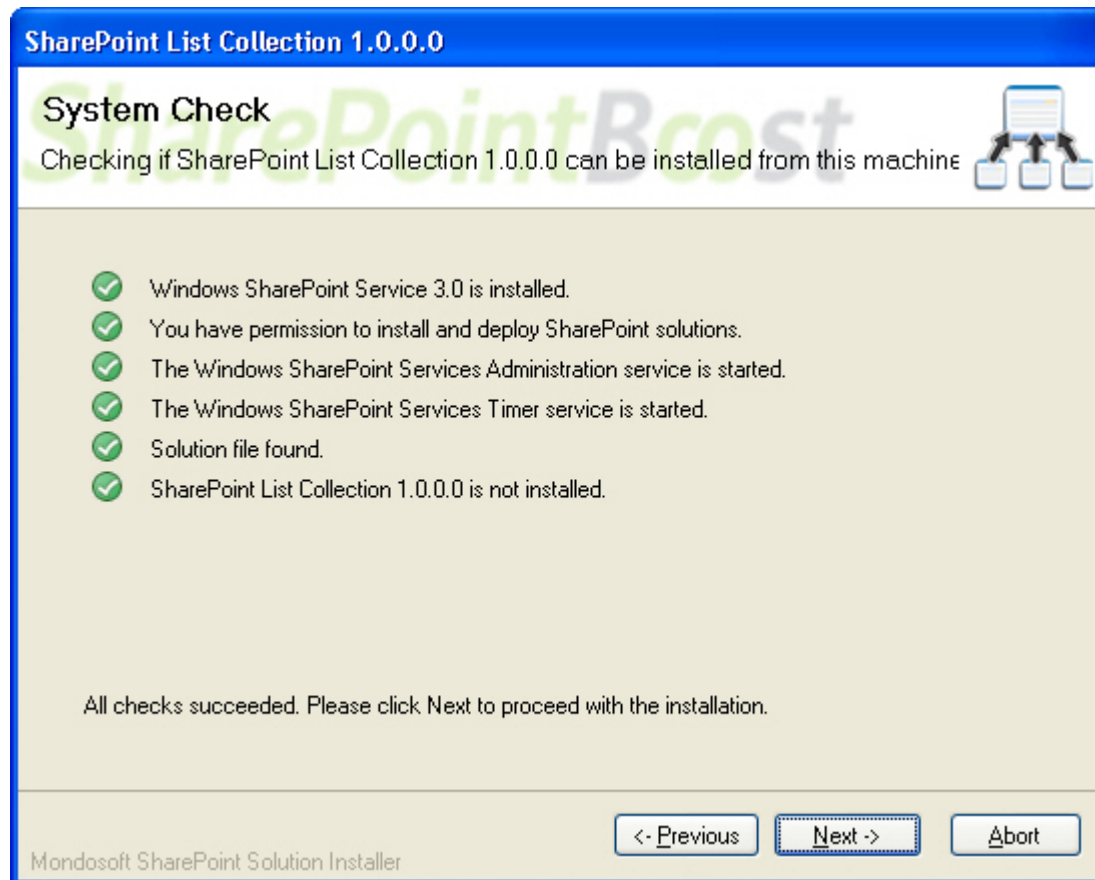 SharePoint List Collection 1.0.0.0
SharePointBoost
System Check
Checking if SharePoint List Collection 1.0.0.0 can be installed from this machine
Windows SharePoint Service 3.0 is installed.
You have permission to install and deploy SharePoint solutions.
The Windows SharePoint Services Administration service is started.
The Windows SharePoint Services Timer service is started.
Solution file found.
SharePoint List Collection 1.0.0.0 is not installed.
All checks succeeded. Please click Next to proceed with the installation.
<- Previous Next -> Abort
Mondosoft SharePoint Solution Installer